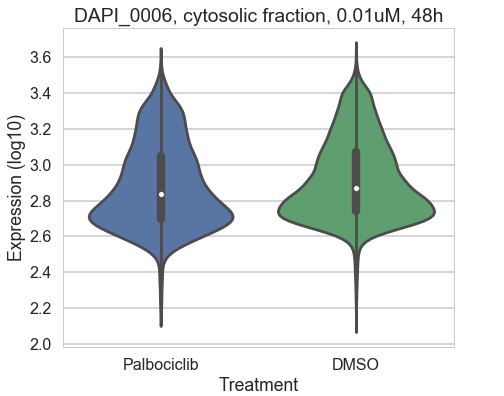 DAPI_0006, cytosolic fraction, 0.01uM, 48h
Expression (log10)
3.6
3.4
3.2
3.0
2.8
2.6
2.4
2.2
2.0
Palbociclib
DMSO
Treatment